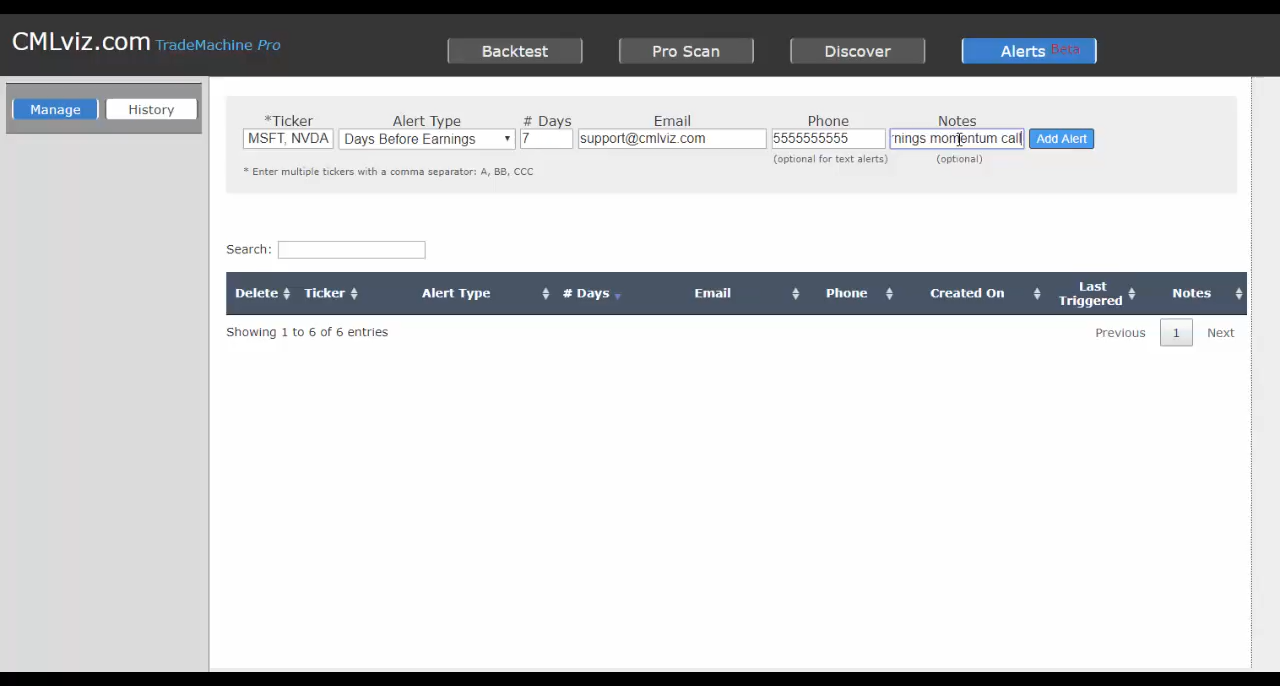 CMLviz.com TradeMachine Pro
Backtest Pro Scan Discover Alerts Beta
Manage History
*Ticker Alert Type # Days Email Phone Notes
MSFT, NVDA Days Before Earnings 7 support@cmlviz.com 5555555555 momentum call Add Alert
(optional for text alerts) (optional)
* Enter multiple tickers with a comma separator: A, BB, CCC
Search:
Delete Ticker Alert Type # Days Email Phone Created On Last Triggered Notes
Showing 1 to 6 of 6 entries Previous 1 Next